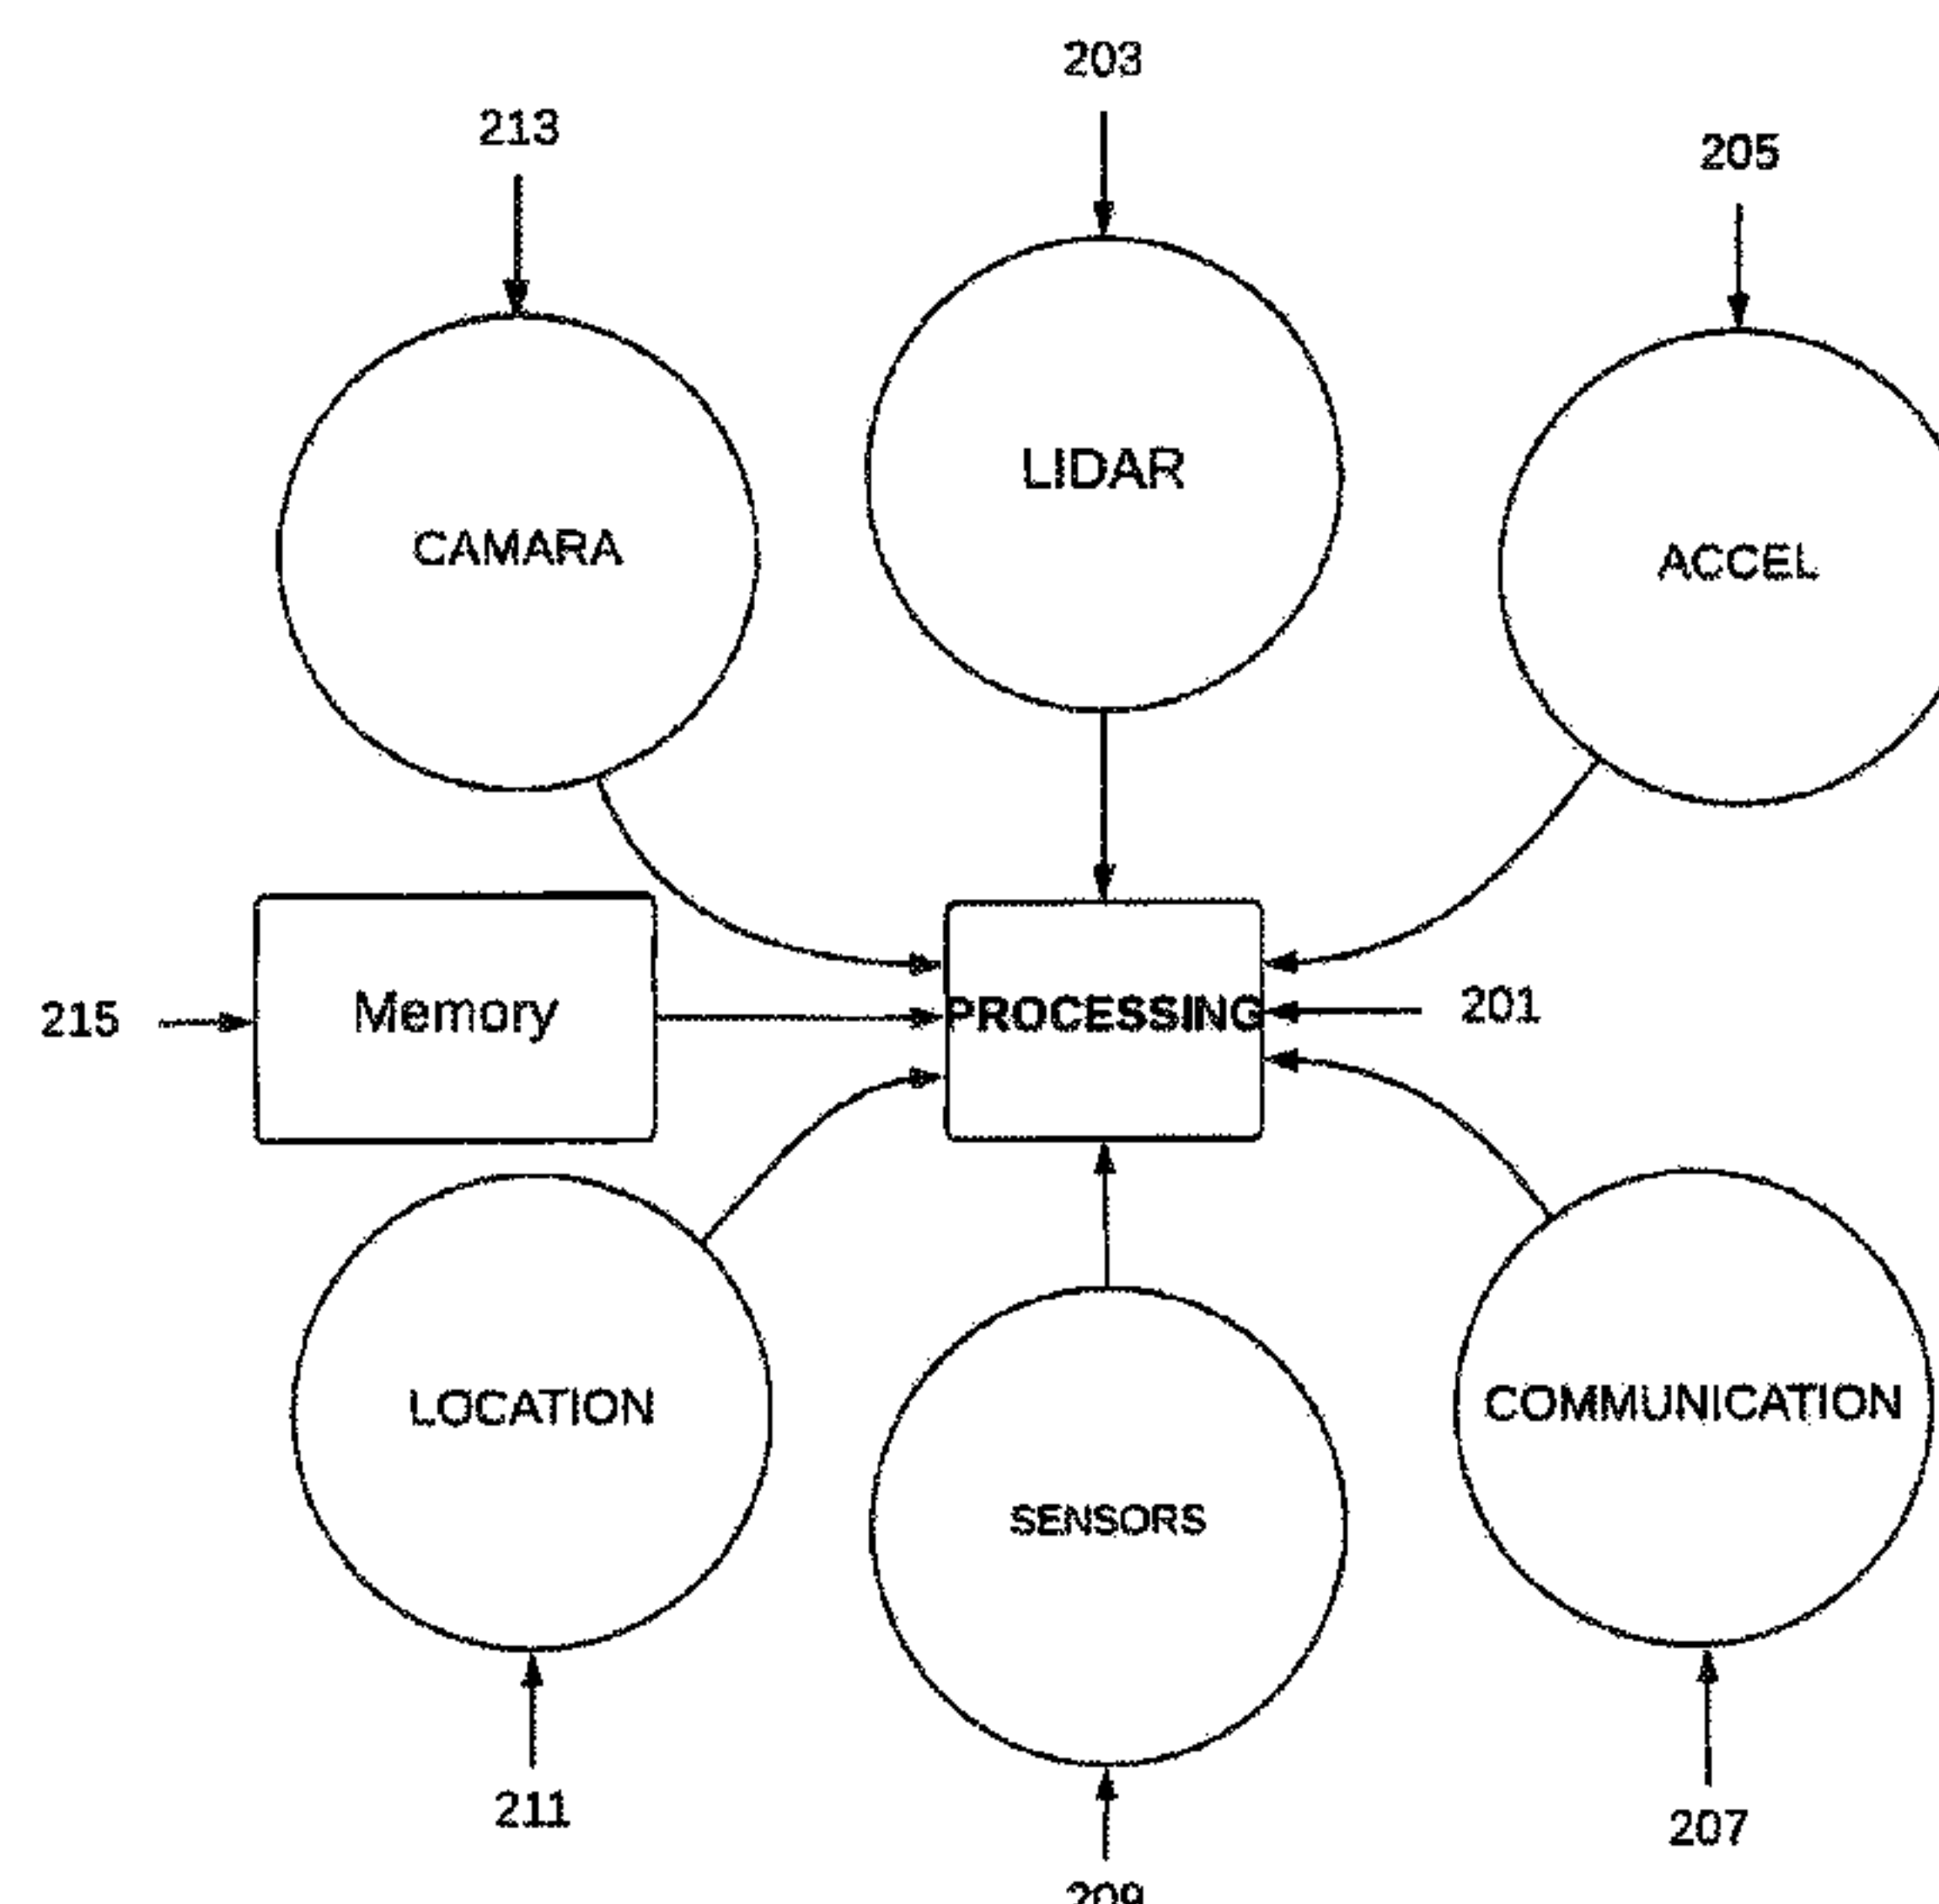 203
213
205
LIDAR
CAMARA
ACCEL
Memory
PROCESSING
201
215
LOCATION
COMMUNICATION
SENSORS
211
207
209